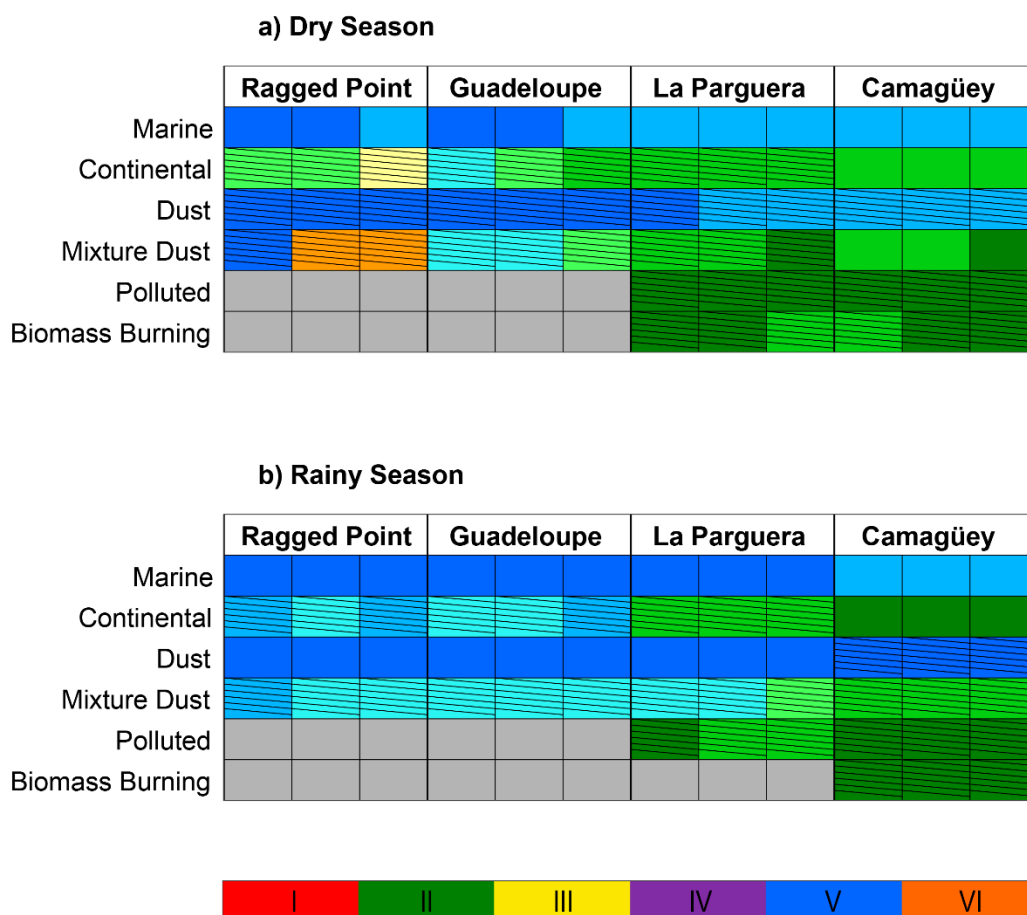 a) Dry Season
Ragged Point Guadeloupe La Parguera Camagüey
Marine
Continental
Dust
Mixture Dust
Polluted
Biomass Burning
b) Rainy Season
Ragged Point Guadeloupe La Parguera Camagüey
Marine
Continental
Dust
Mixture Dust
Polluted
Biomass Burning
I II III IV V VI